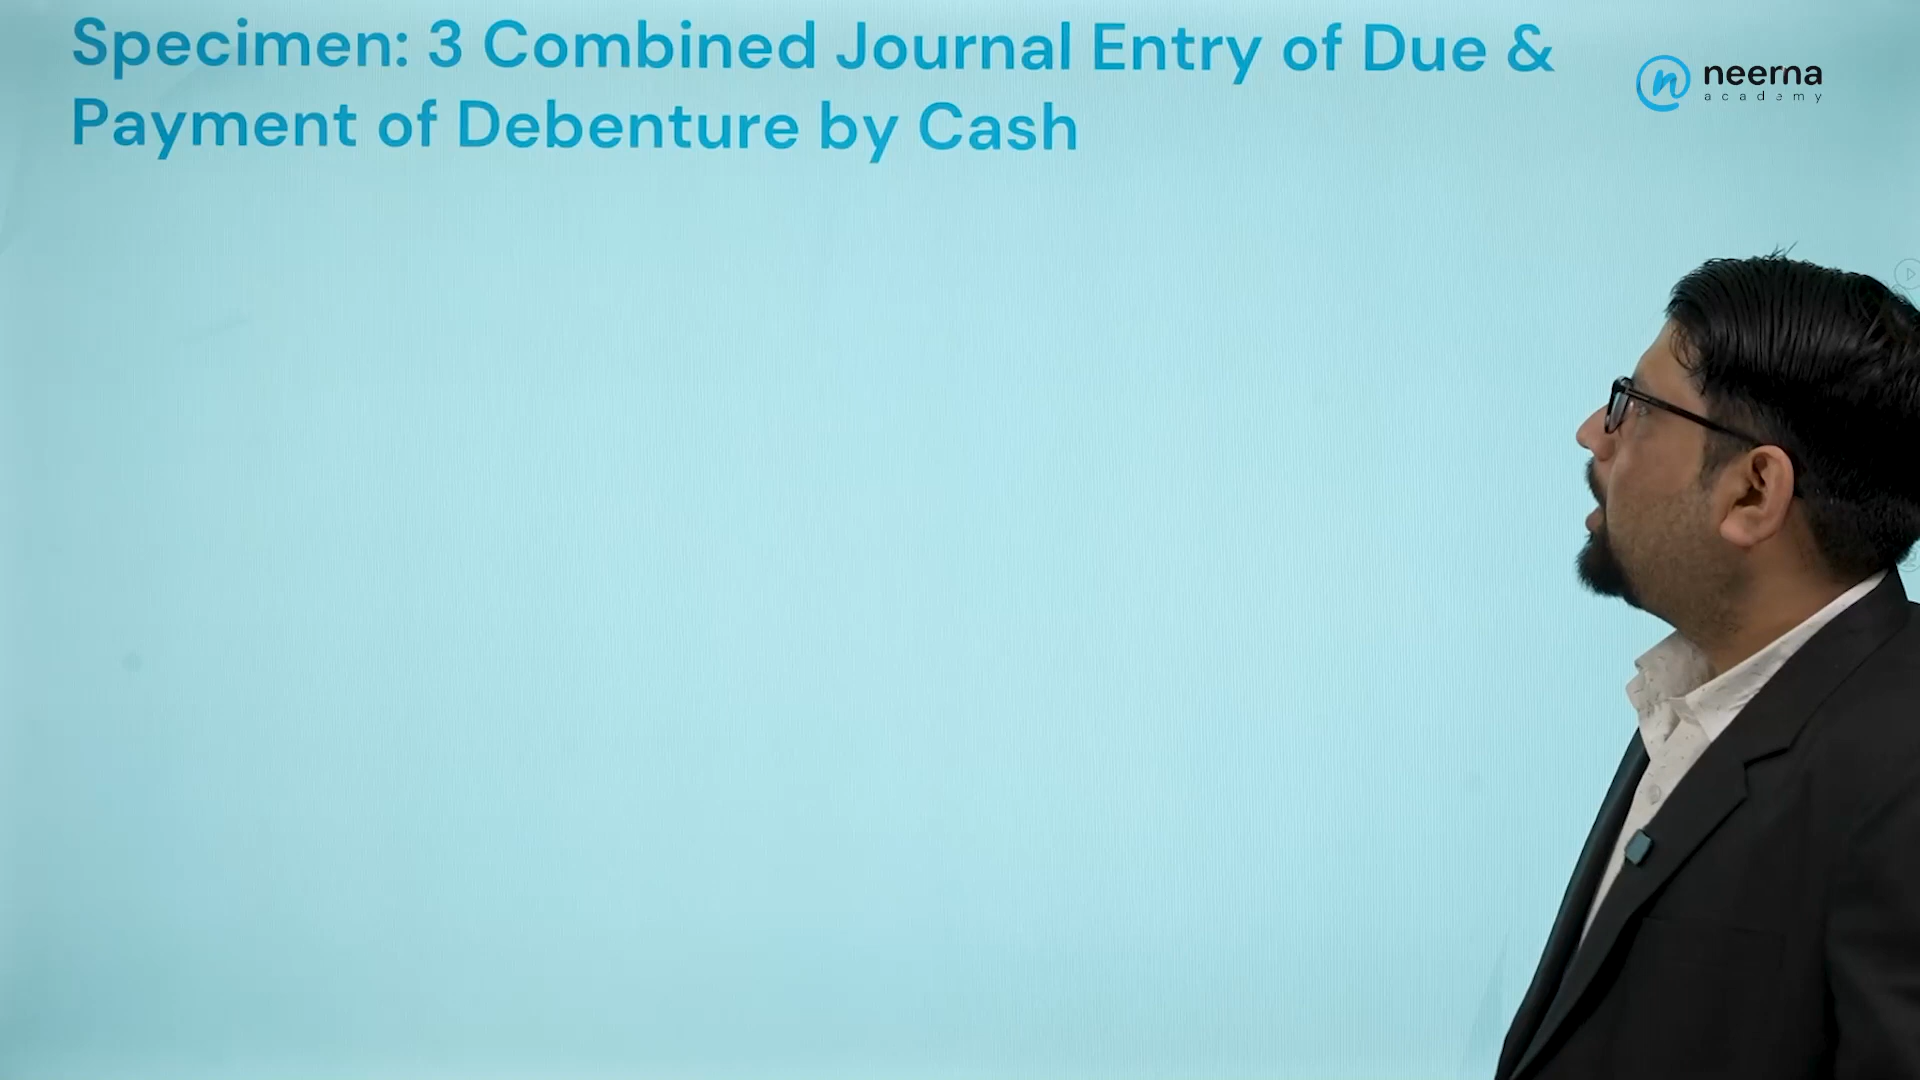 Specimen: 3 Combined Journal Entry of Due &
Payment of Debenture by Cash
neerna
academy